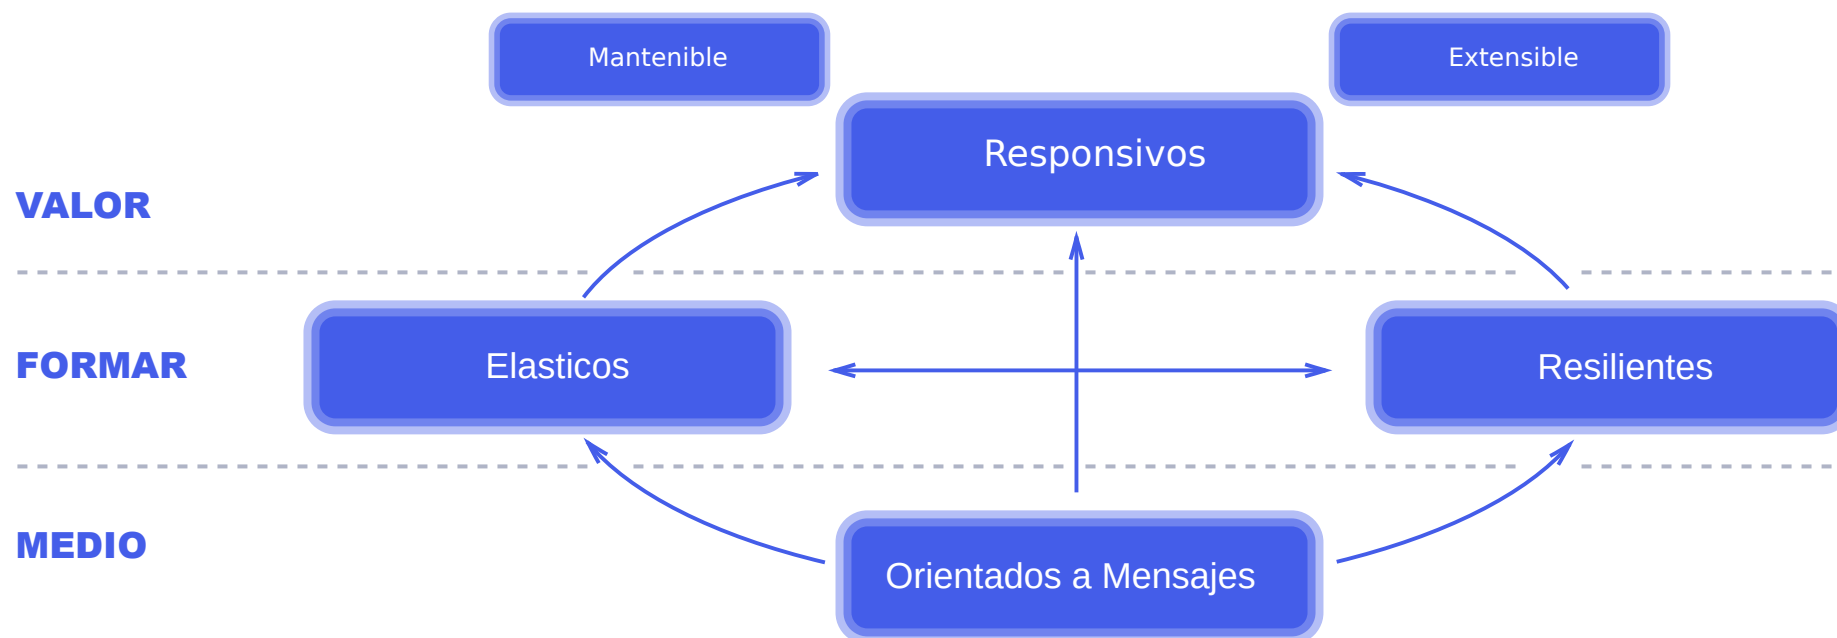 Mantenible
Extensible
Responsivos
VALOR
Elasticos
Resilientes
FORMAR
Orientados a Mensajes
MEDIO